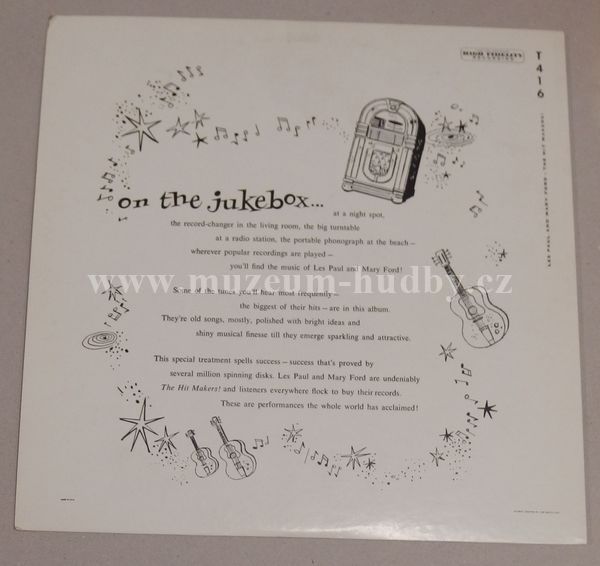 HIGH FIDELITY
RECORDING
T416
on the jukebox...
at a night spot,
the record-changer in the living room, the big turntable
at a radio station, the portable phonograph at the beach —
wherever popular recordings are played —
you'll find the music of Les Paul and Mary Ford!
www.muzeum-hudby.cz
Some of the tunes you'll hear most frequently —
the biggest of their hits — are in this album.
They're old songs, mostly, polished with bright ideas and
shiny musical finesse till they emerge sparkling and attractive.
This special treatment spells success — success that's proved by
several million spinning disks. Les Paul and Mary Ford are undeniably
The Hit Makers! and listeners everywhere flock to buy their records.
These are performances the whole world has acclaimed!